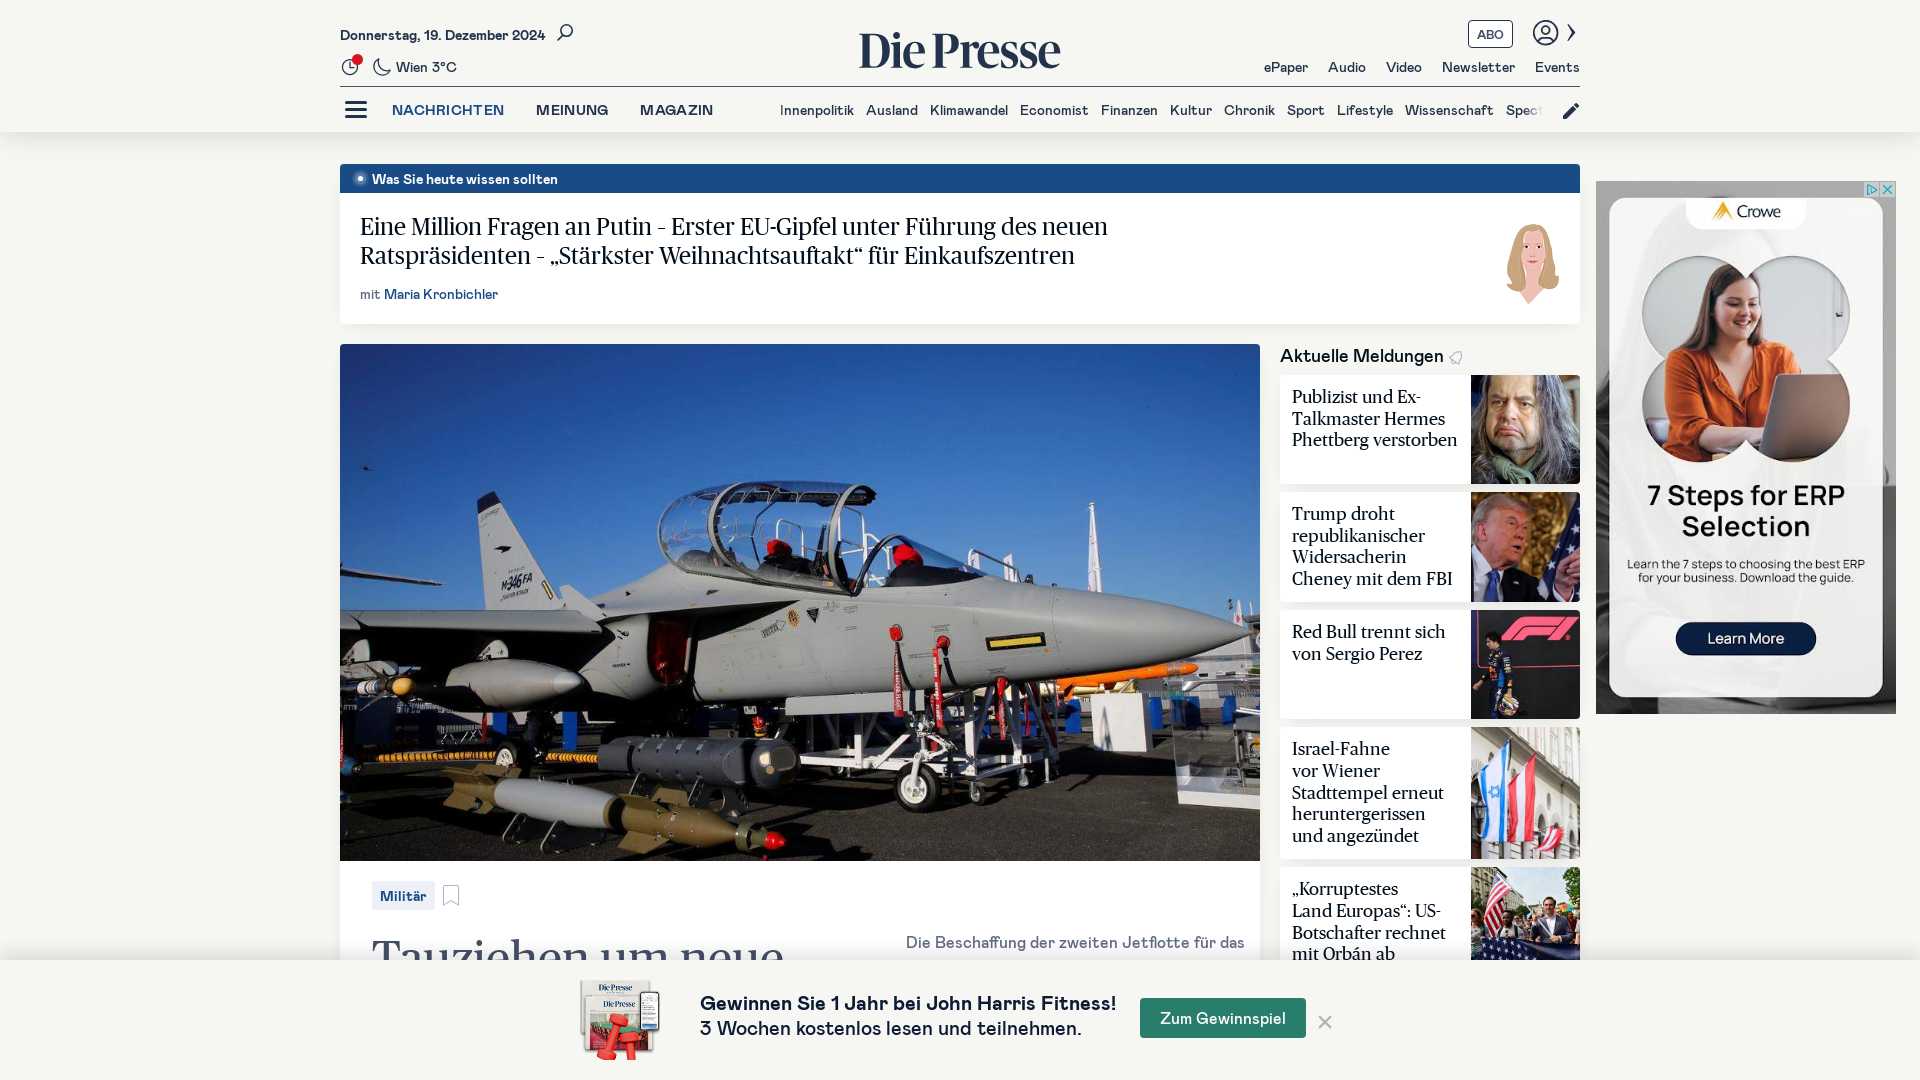 Donnerstag, 19. Dezember 2024
Wien 3°C
Die Presse
ABO
ePaper Audio Video Newsletter Events
NACHRICHTEN MEINUNG MAGAZIN
Innenpolitik Ausland Klimawandel Economist Finanzen Kultur Chronik Sport Lifestyle Wissenschaft Spect
Was Sie heute wissen sollten
Eine Million Fragen an Putin – Erster EU-Gipfel unter Führung des neuen
Ratspräsidenten – „Stärkster Weihnachtsauftakt“ für Einkaufszentren
mit Maria Kronbichler
M-346FA
Militär
Tauziehen um neue
Die Beschaffung der zweiten Jetflotte für das
Aktuelle Meldungen
Publizist und Ex-
Talkmaster Hermes
Phettberg verstorben
Trump droht
republikanischer
Widersacherin
Cheney mit dem FBI
Red Bull trennt sich
von Sergio Perez
F1
Israel-Fahne
vor Wiener
Stadttempel erneut
heruntergerissen
und angezündet
„Korruptestes
Land Europas“: US-
Botschafter rechnet
mit Orbán ab
Crowe
7 Steps for ERP
Selection
Learn the 7 steps to choosing the best ERP
for your business. Download the guide.
Learn More
Die Presse
Die Presse
Gewinnen Sie 1 Jahr bei John Harris Fitness!
3 Wochen kostenlos lesen und teilnehmen.
Zum Gewinnspiel